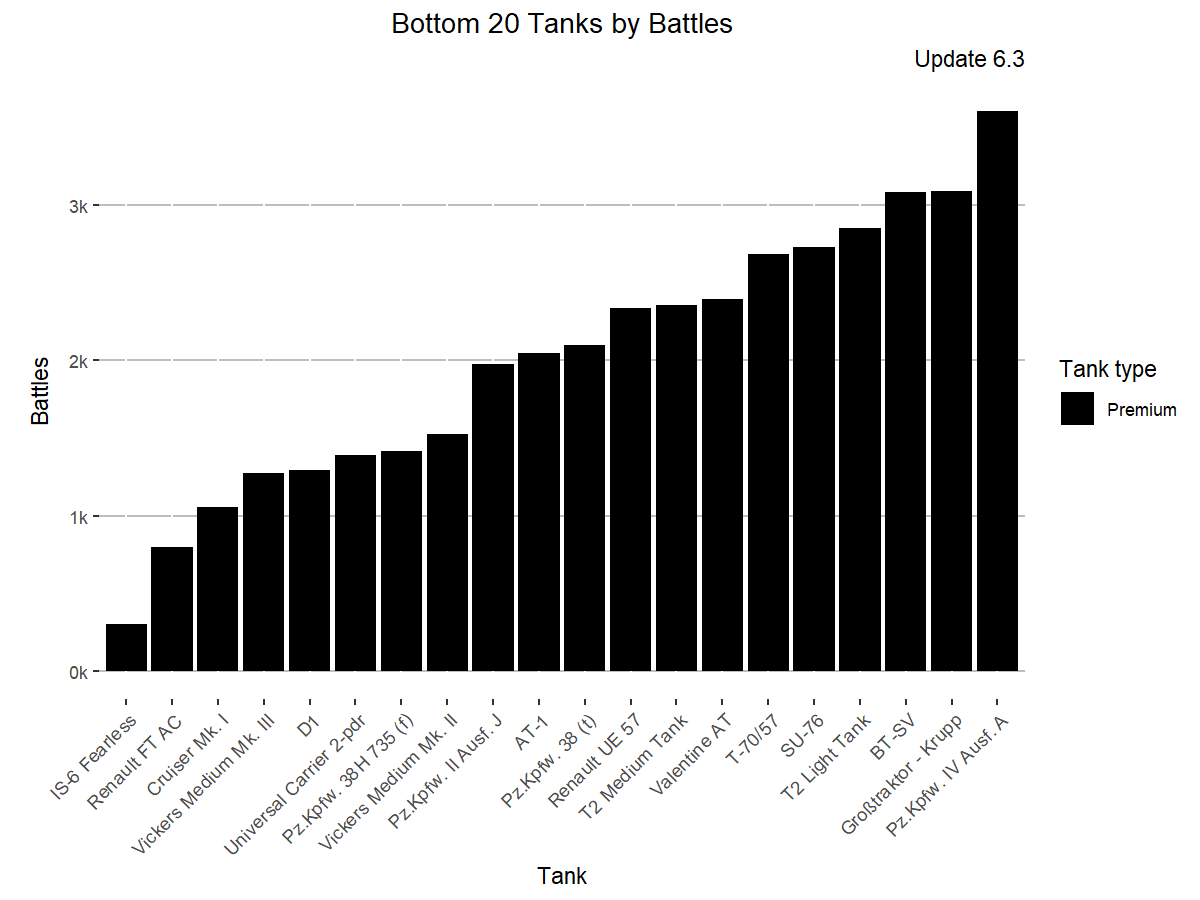 Bottom 20 Tanks by Battles
Update 6.3
Battles
3k
2k
1k
0k
IS-6 Fearless
Renault FT AC
Cruiser Mk. I
Vickers Medium Mk. III
D1
Universal Carrier 2-pdr
Pz.Kpfw. 38H 735 (f)
Vickers Medium Mk. II
Pz.Kpfw. II Ausf. J
AT-1
Pz.Kpfw. 38 (t)
Renault UE 57
T2 Medium Tank
Valentine AT
T-70/57
SU-76
T2 Light Tank
BT-SV
Großtraktor - Krupp
Pz.Kpfw. IV Ausf. A
Tank
Tank type
Premium